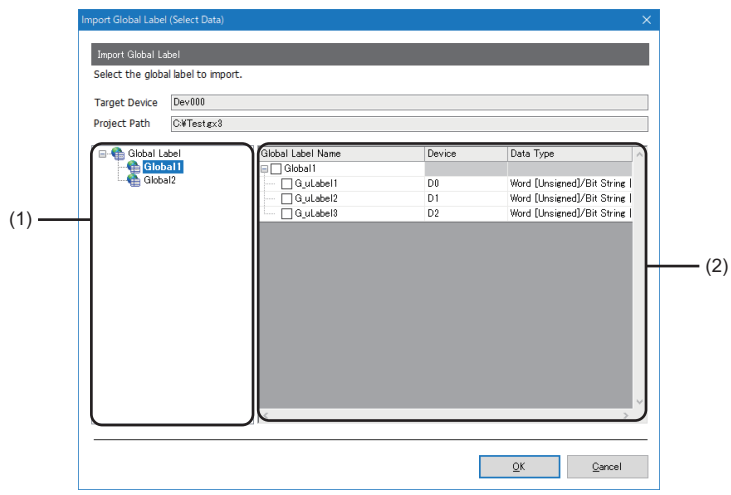 Import Global Label (Select Data)
Import Global Label
Select the global label to import.
Target Device Dev000
Project Path C:¥Testgx3
Global Label
Global1
Global2
Global Label Name Device Data Type
Global1
G_uLabel1 D0 Word [Unsigned]/Bit String [
G_uLabel2 D1 Word [Unsigned]/Bit String [
G_uLabel3 D2 Word [Unsigned]/Bit String [
(1)
(2)
OK Cancel